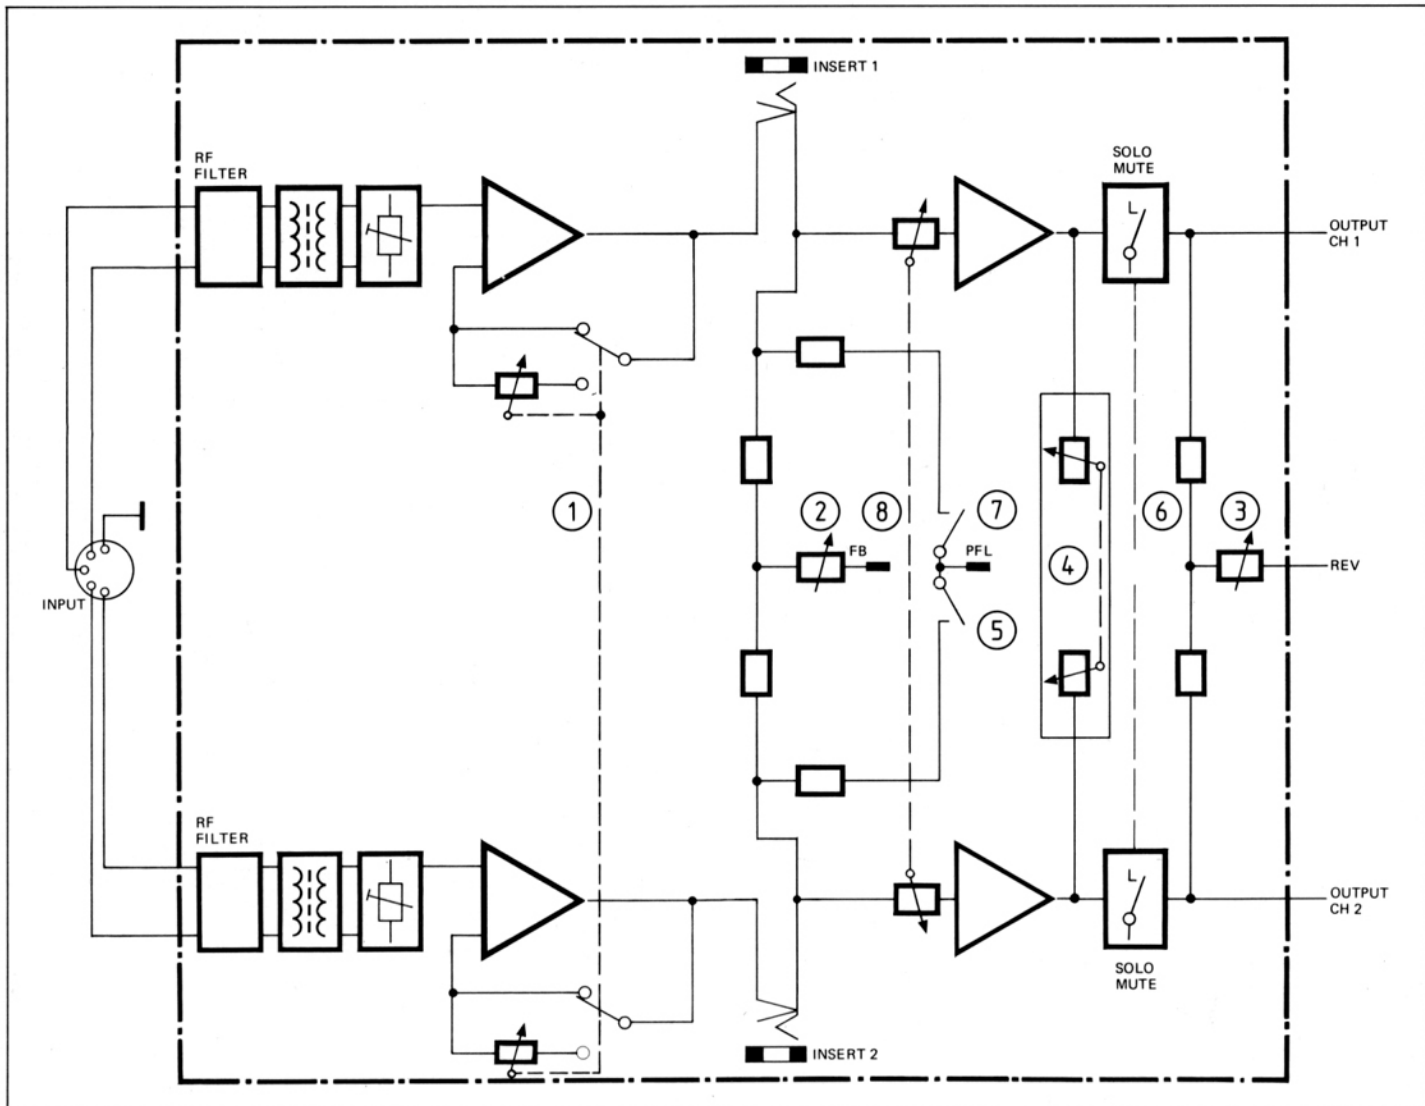 INSERT 1
RF
FILTER
SOLO
MUTE
OUTPUT
CH 1
1
2
8
7
6
3
FB
PFL
4
REV
INPUT
5
RF
FILTER
OUTPUT
CH 2
SOLO
MUTE
INSERT 2